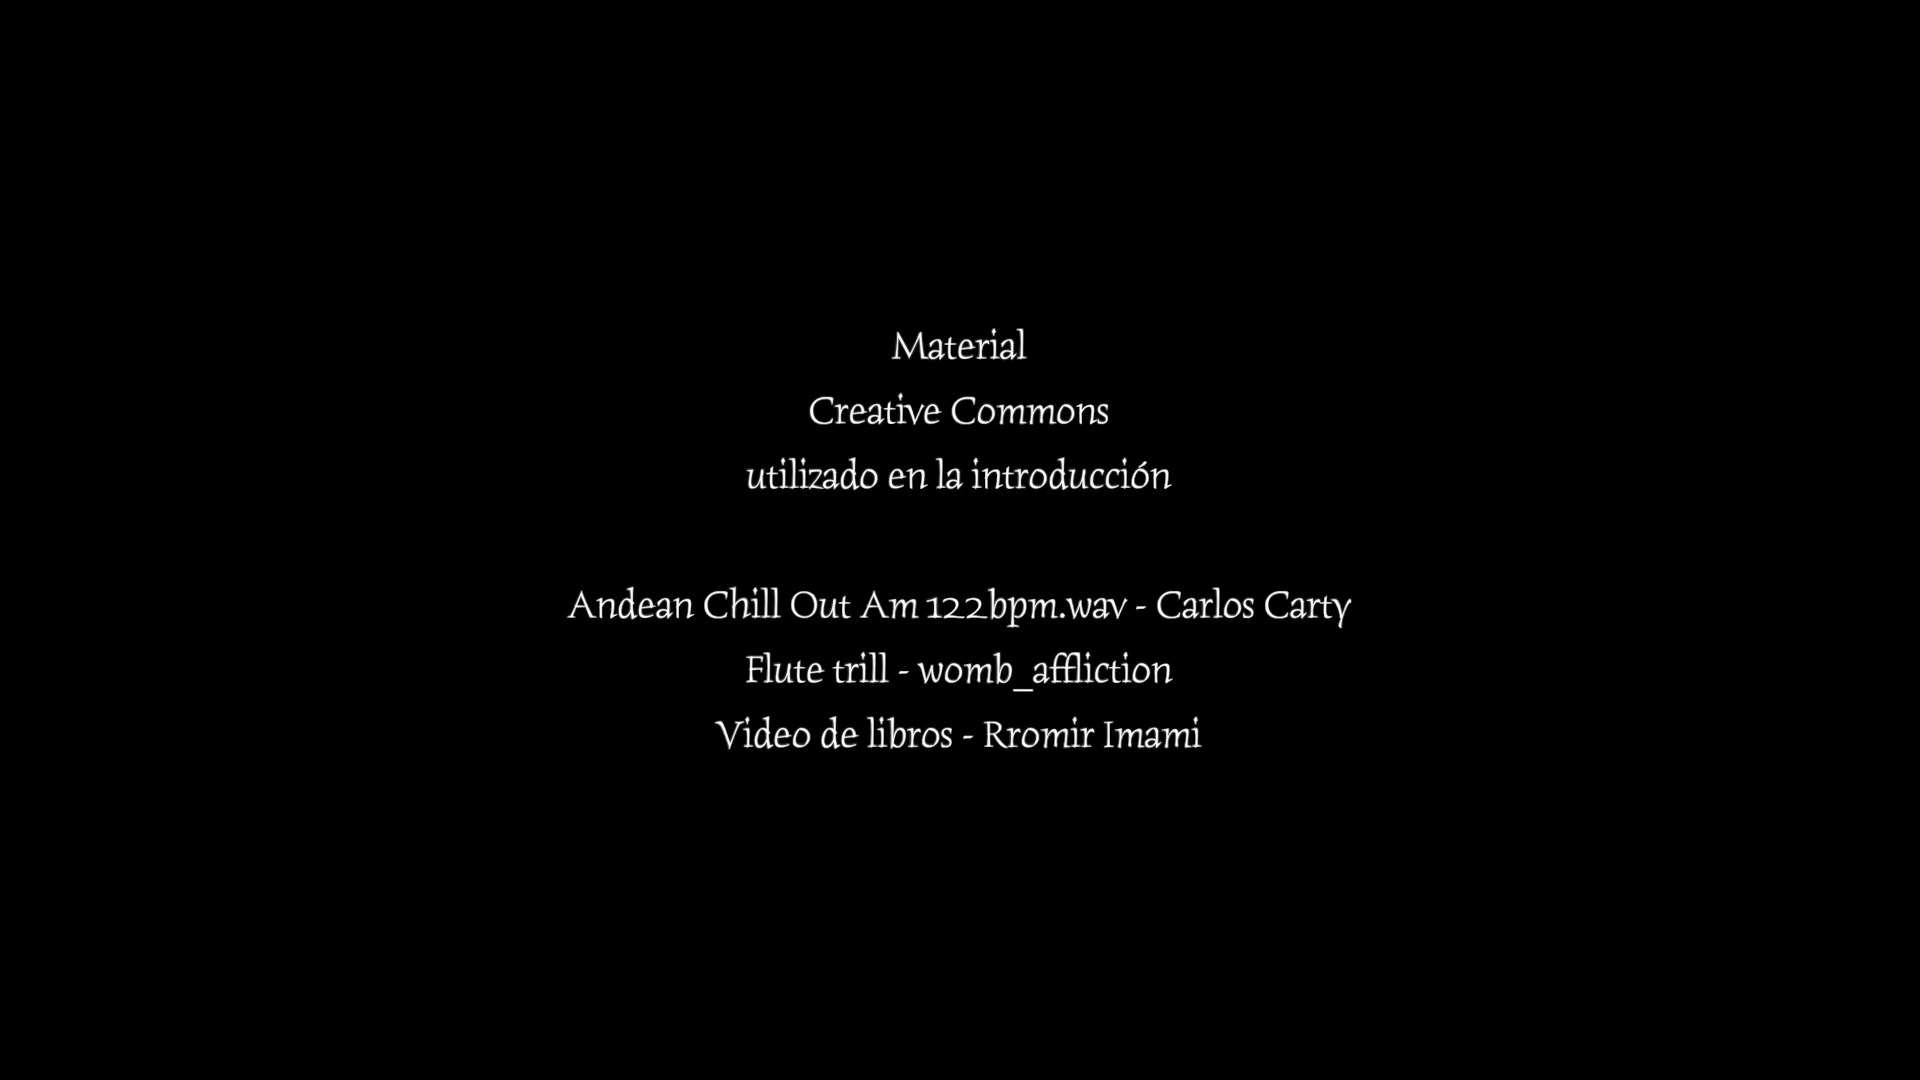 Material
Creative Commons
utilizado en la introducción
Andean Chill Out Am 122bpm.wav - Carlos Carty
Flute trill - womb_affliction
Video de libros - Rromir Imami